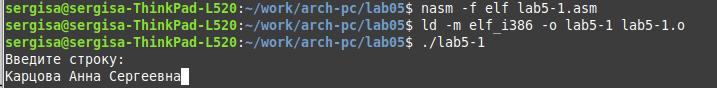 sergisa@sergisa-ThinkPad-L520:~/work/arch-pc/lab05$ nasm -f elf lab5-1.asm
sergisa@sergisa-ThinkPad-L520:~/work/arch-pc/lab05$ ld -m elf_i386 -o lab5-1 lab5-1.o
sergisa@sergisa-ThinkPad-L520:~/work/arch-pc/lab05$ ./lab5-1
Введите строку:
Карцова Анна Сергеевна